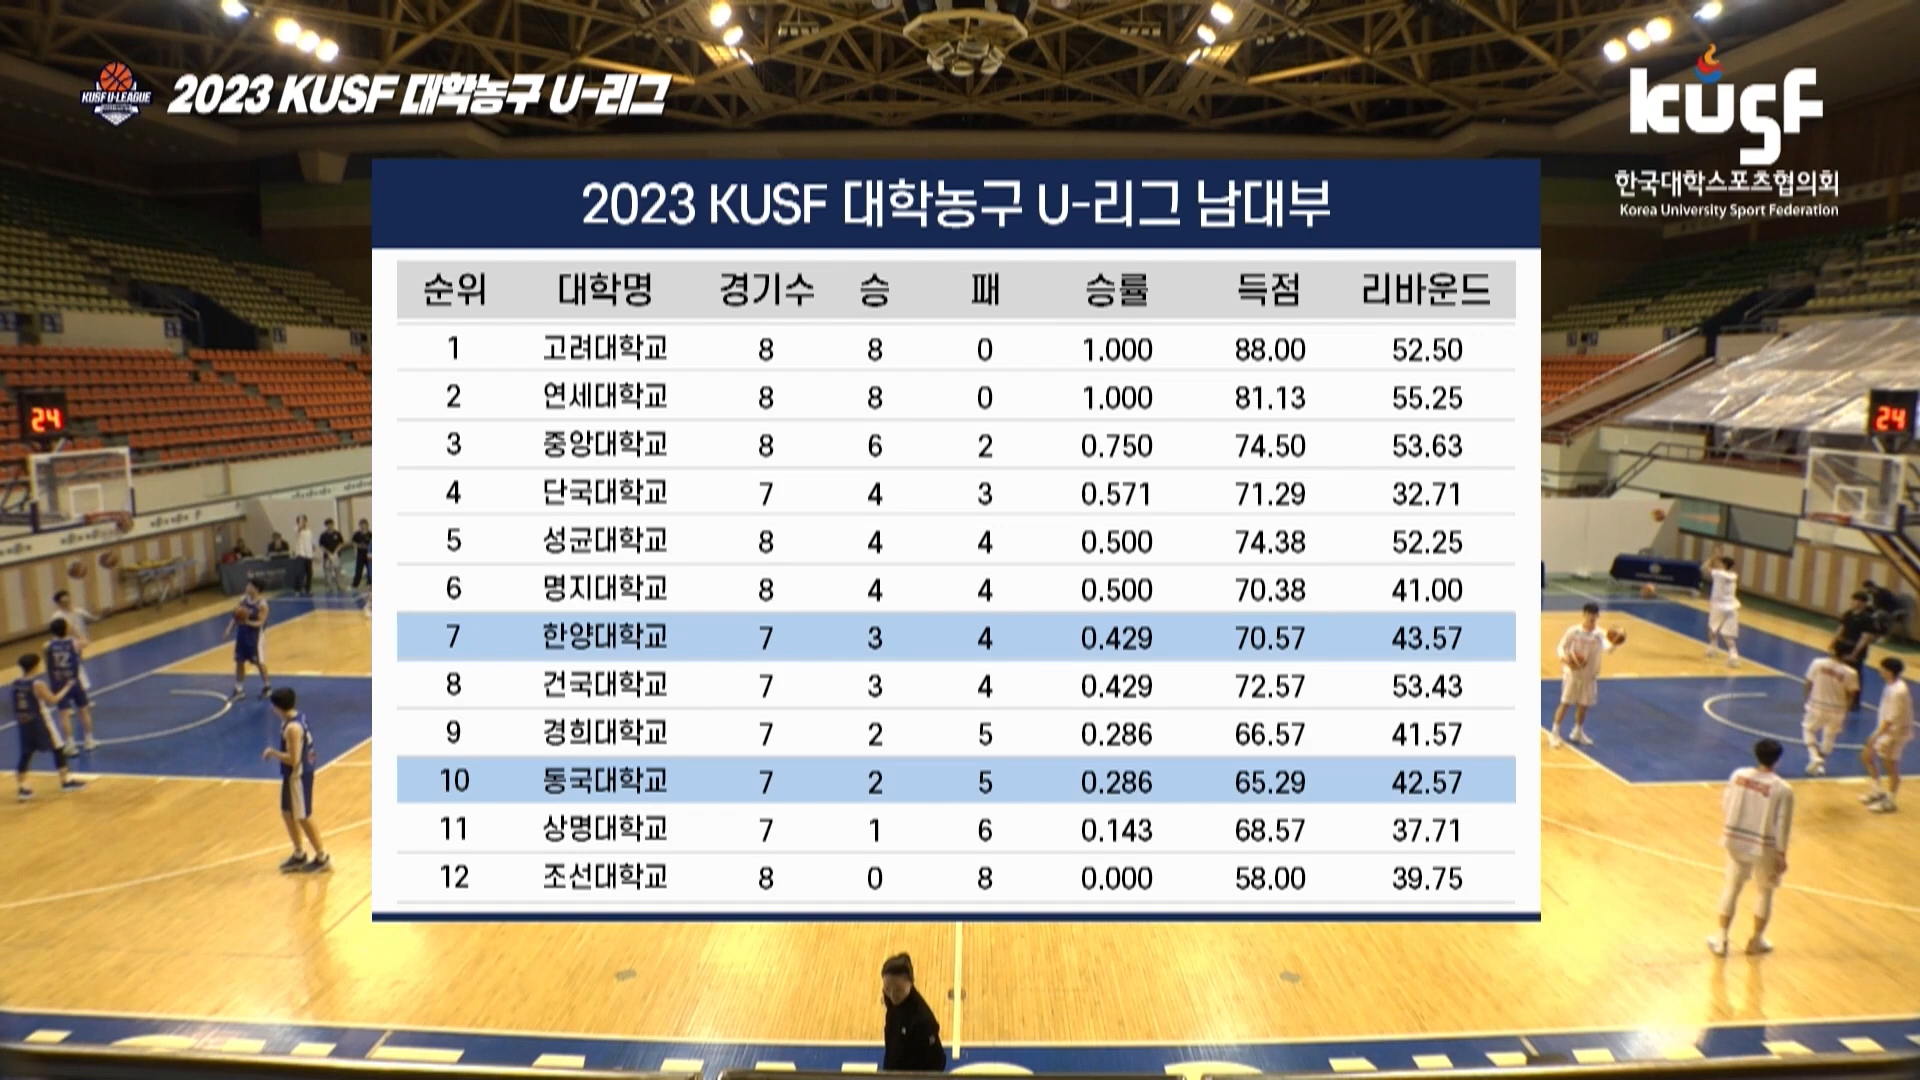 KUSF U-LEAGUE
2023 KUSF 대학농구 U-리그
kusf
한국대학스포츠협의회
Korea University Sport Federation
2023 KUSF 대학농구 U-리그 남대부
순위 대학명 경기수 승 패 승률 득점 리바운드
1 고려대학교 8 8 0 1.000 88.00 52.50
2 연세대학교 8 8 0 1.000 81.13 55.25
3 중앙대학교 8 6 2 0.750 74.50 53.63
4 단국대학교 7 4 3 0.571 71.29 32.71
5 성균대학교 8 4 4 0.500 74.38 52.25
6 명지대학교 8 4 4 0.500 70.38 41.00
7 한양대학교 7 3 4 0.429 70.57 43.57
8 건국대학교 7 3 4 0.429 72.57 53.43
9 경희대학교 7 2 5 0.286 66.57 41.57
10 동국대학교 7 2 5 0.286 65.29 42.57
11 상명대학교 7 1 6 0.143 68.57 37.71
12 조선대학교 8 0 8 0.000 58.00 39.75
24
24
12